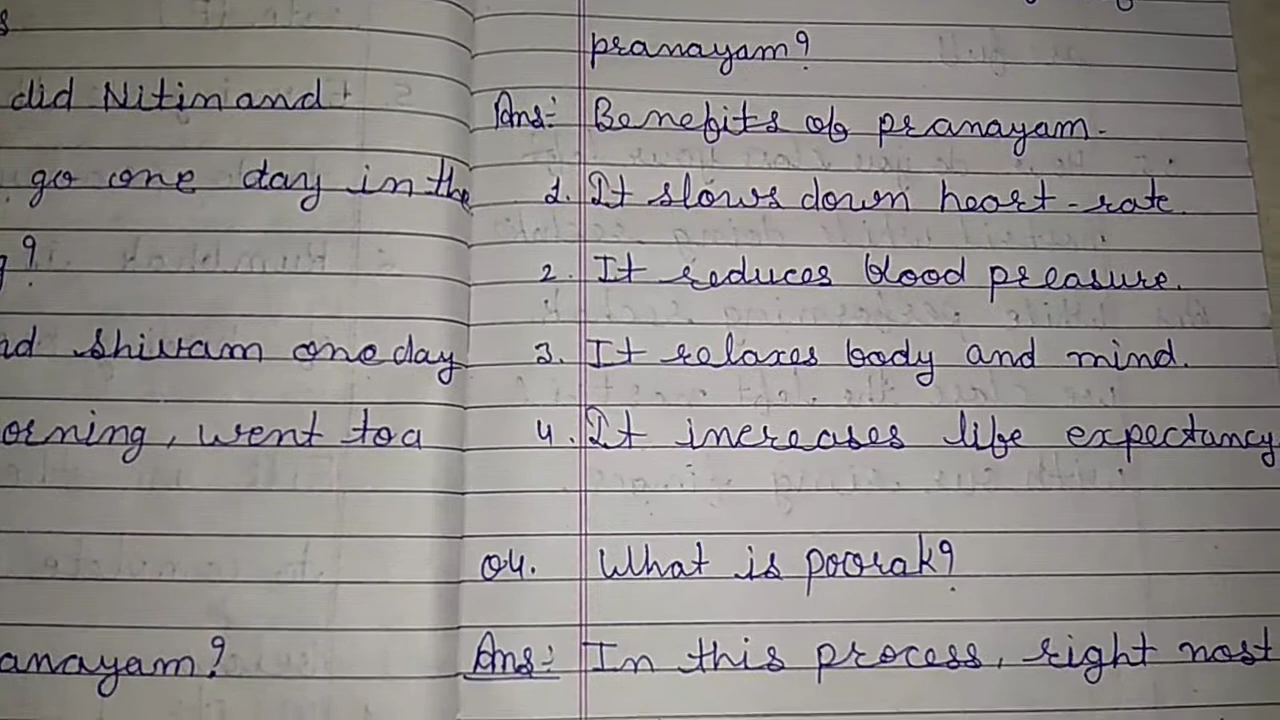 did Nitin and
go one day in the
?
nd Shivam one day
orning, went to a
anayam?
pranayam?
Ans:- Benefits of pranayam-
1. It slows down heart-rate.
2. It reduces blood preasure.
3. It relaxes body and mind.
4. It increases life expectancy
Q4. What is poorak?
Ans:- In this process, right nost